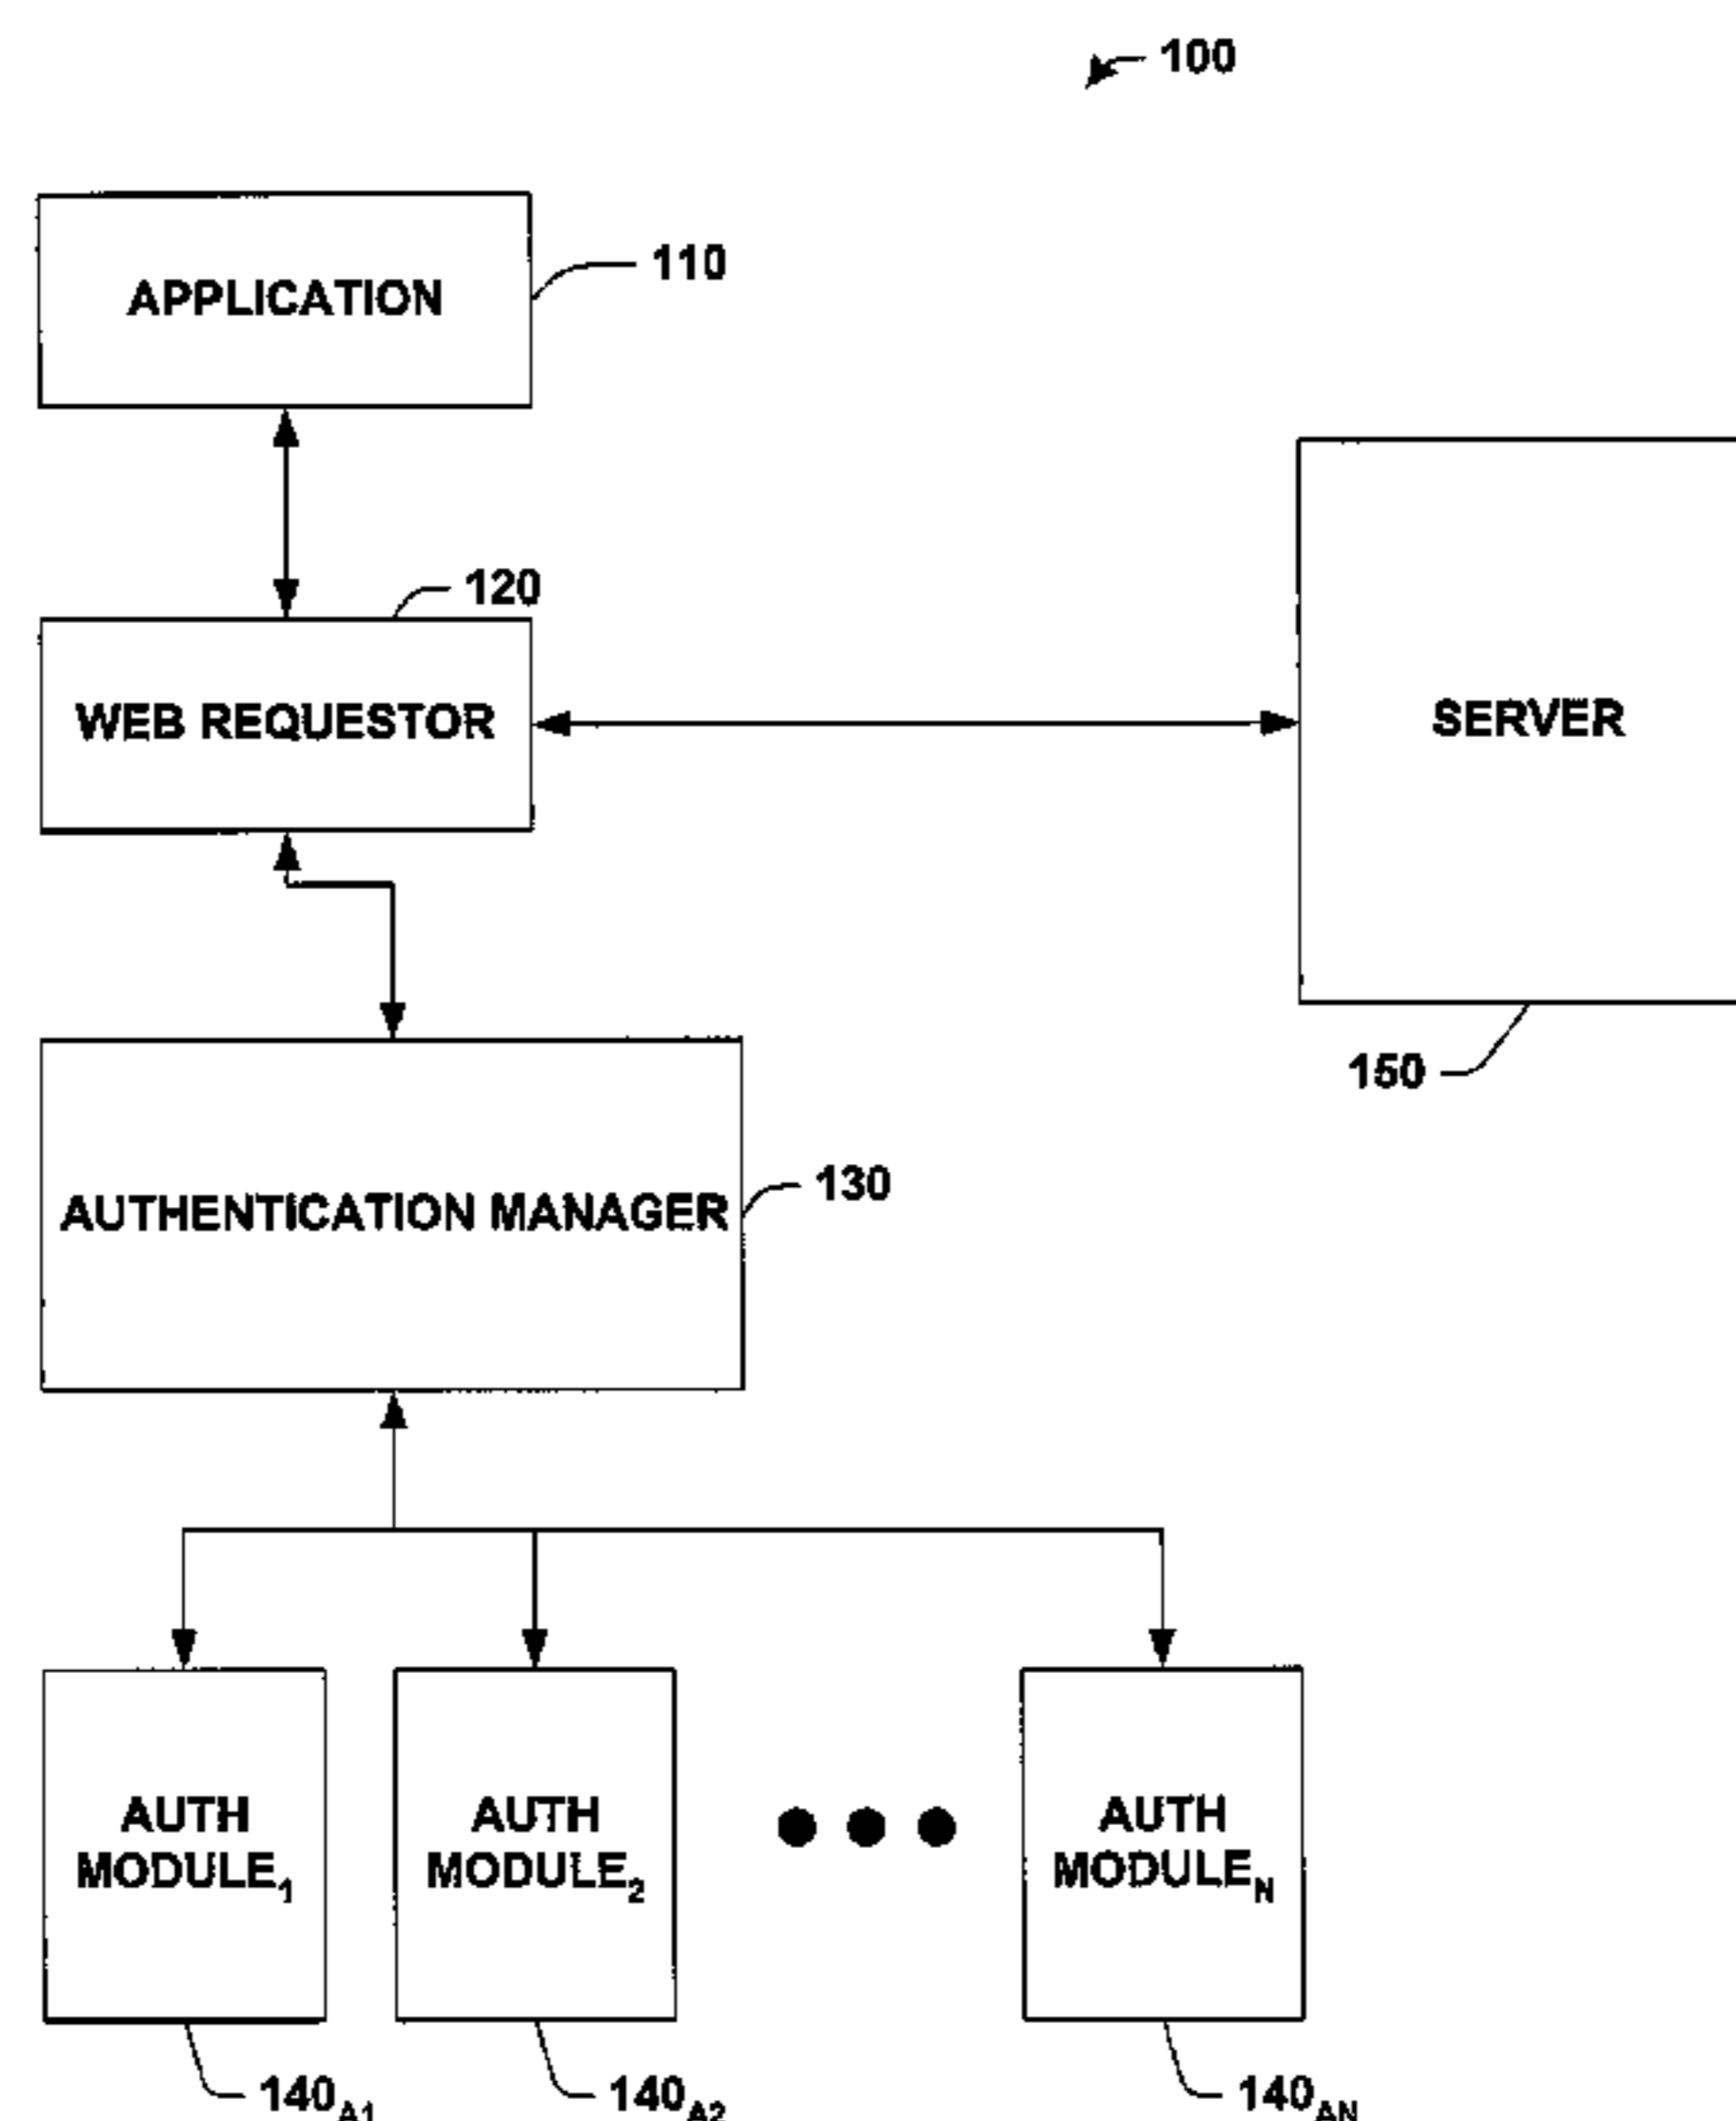 100
APPLICATION
110
120
WEB REQUESTOR
SERVER
150
AUTHENTICATION MANAGER
130
AUTH
MODULE1
AUTH
MODULE2
AUTH
MODULEN
140A1
140A2
140AN